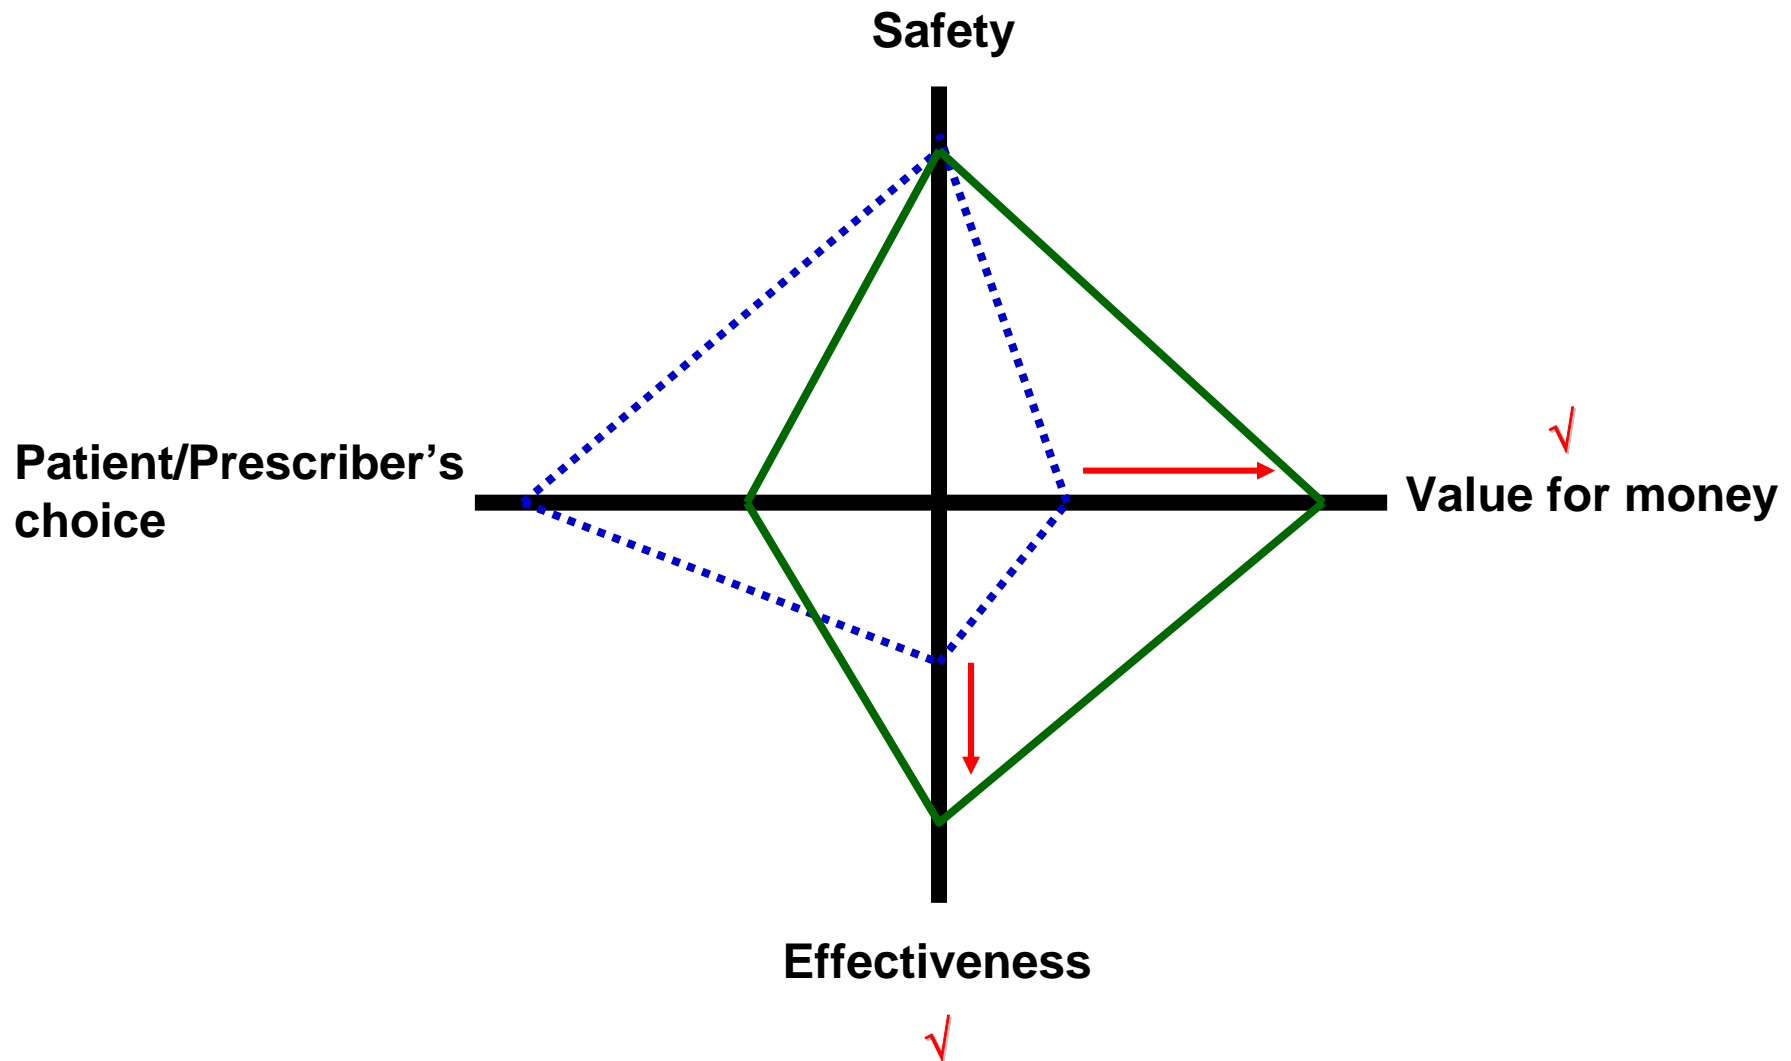 Safety
Patient/Prescriber’s
choice
√
Value for money
Effectiveness
√